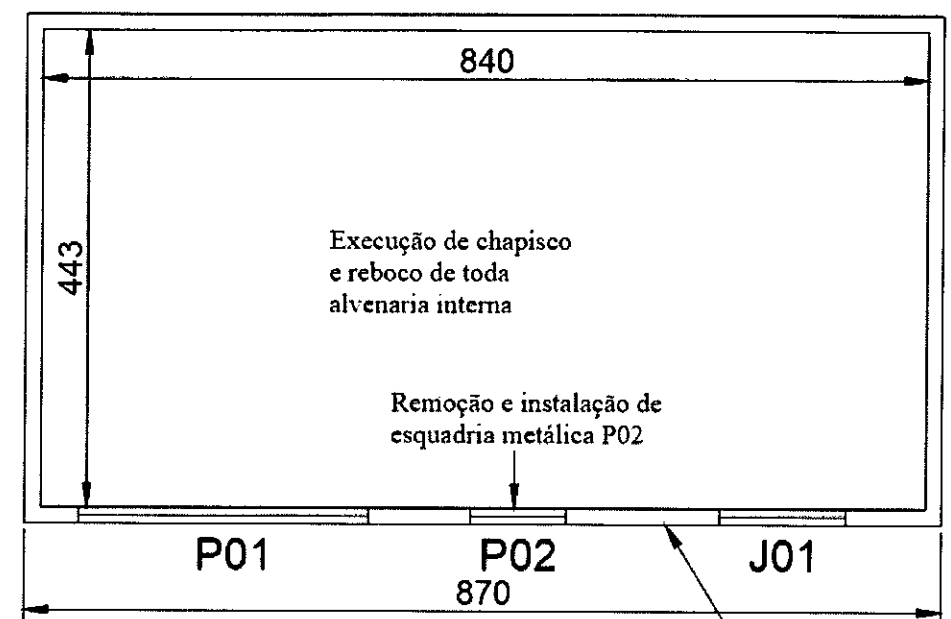 840
443
Execução de chapisco
e reboco de toda
alvenaria interna
Remoção e instalação de
esquadria metálica P02
P01 P02 J01
870